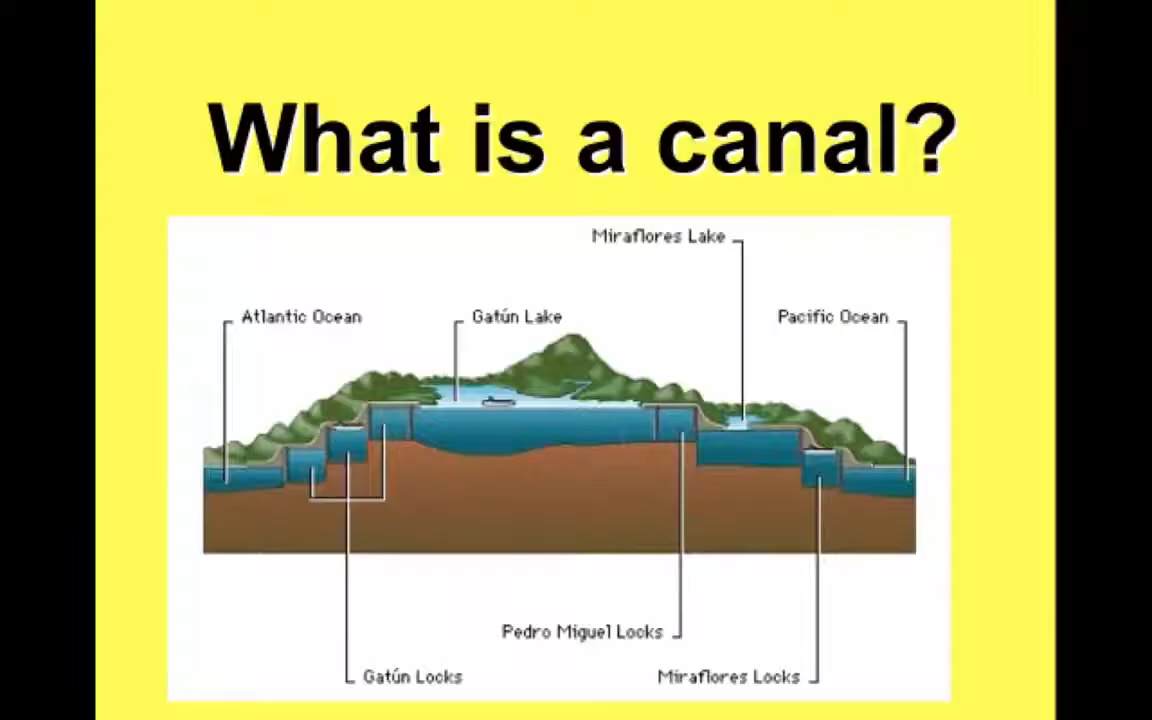 What is a canal?
Miraflores Lake
Atlantic Ocean
Gatún Lake
Pacific Ocean
Pedro Miguel Locks
Gatún Locks
Miraflores Locks